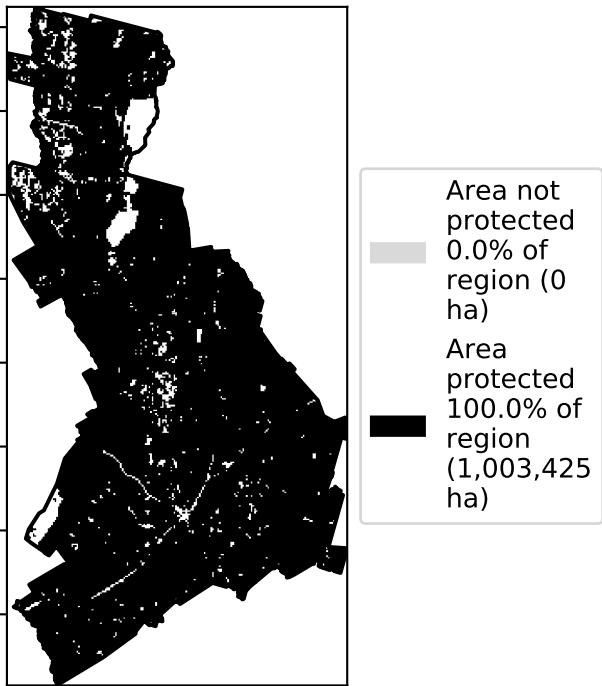 Area not
protected
0.0% of
region (0
ha)
Area
protected
100.0% of
region
(1,003,425
ha)